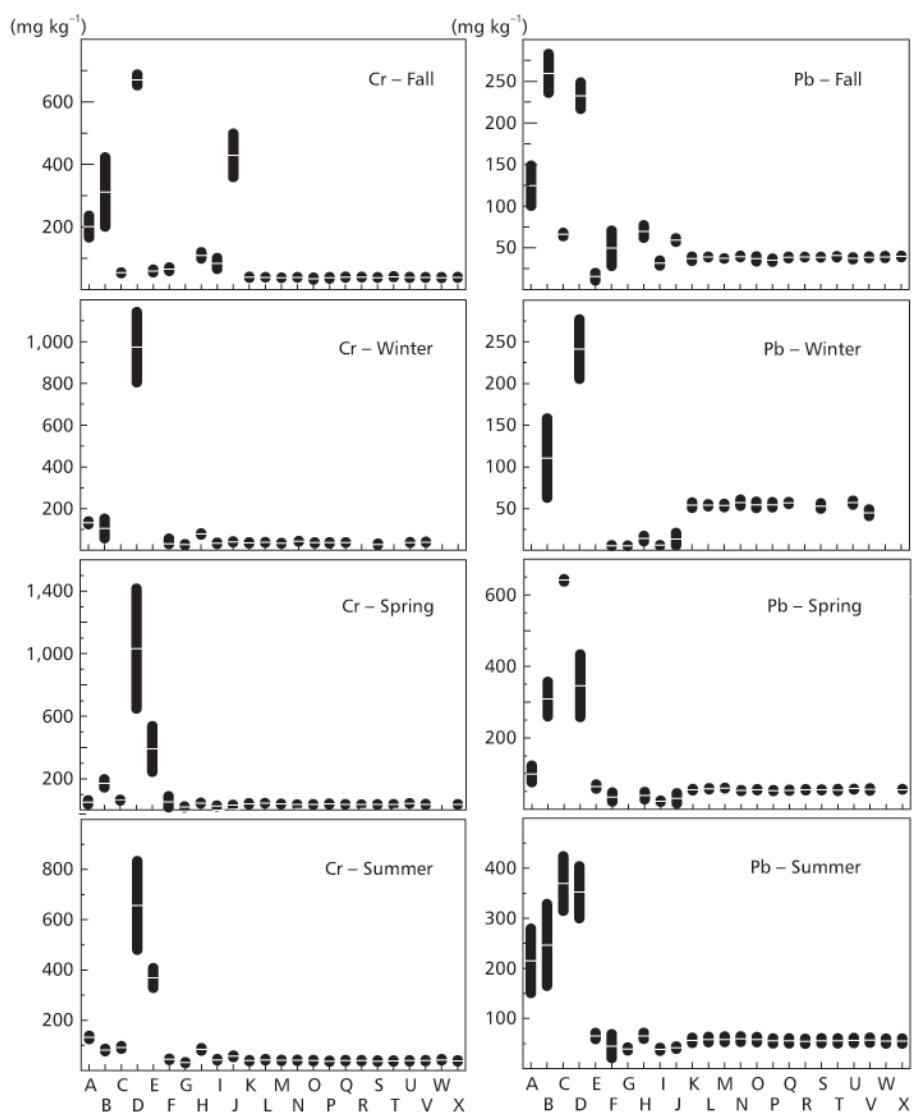 (mg kg⁻¹)
Cr – Fall
600
400
200
Cr – Winter
1,000
800
600
400
200
Cr – Spring
1,400
1,000
600
200
Cr – Summer
800
600
400
200
A C E G I K M O Q S U W
B D F H J L N P R T V X
(mg kg⁻¹)
Pb – Fall
250
200
150
100
50
Pb – Winter
250
200
150
100
50
Pb – Spring
600
400
200
Pb – Summer
400
300
200
50
A C E G I K M O Q S U W
B D F H J L N P R T V X